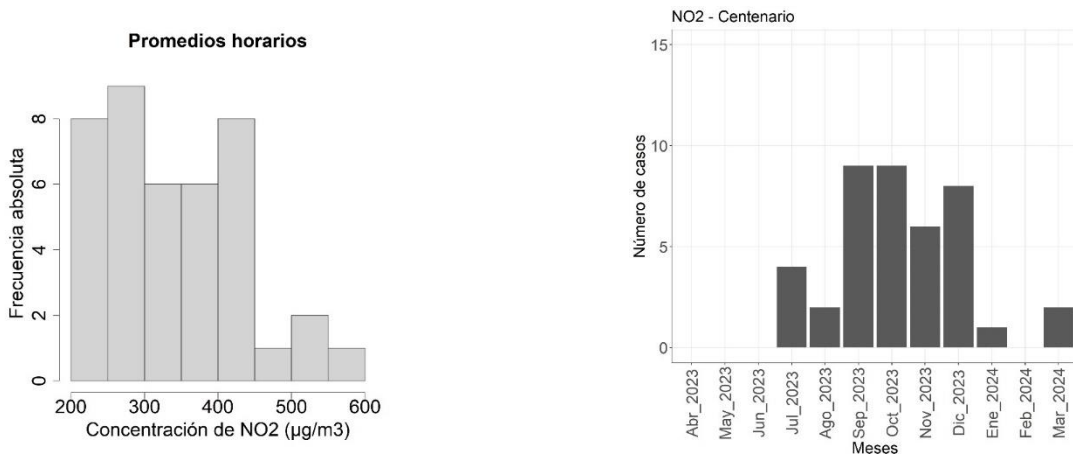 Promedios horarios
Frecuencia absoluta
8
6
4
2
0
200 300 400 500 600
Concentración de NO2 (µg/m3)
NO2 - Centenario
Número de casos
15
10
5
0
Abr_2023
May_2023
Jun_2023
Jul_2023
Ago_2023
Sep_2023
Oct_2023
Nov_2023
Dic_2023
Ene_2024
Feb_2024
Mar_2024
Meses